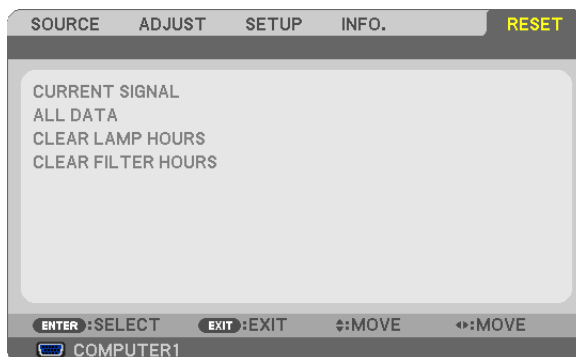 SOURCE ADJUST SETUP INFO. RESET
CURRENT SIGNAL
ALL DATA
CLEAR LAMP HOURS
CLEAR FILTER HOURS
ENTER :SELECT EXIT :EXIT :MOVE :MOVE
COMPUTER1